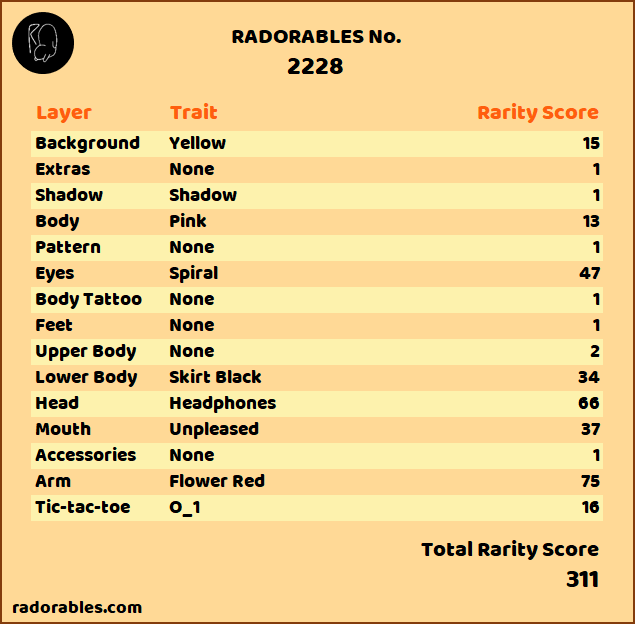 RADORABLES No.
2228
Layer Trait Rarity Score
Background Yellow 15
Extras None 1
Shadow Shadow 1
Body Pink 13
Pattern None 1
Eyes Spiral 47
Body Tattoo None 1
Feet None 1
Upper Body None 2
Lower Body Skirt Black 34
Head Headphones 66
Mouth Unpleased 37
Accessories None 1
Arm Flower Red 75
Tic-tac-toe O_1 16
Total Rarity Score
311
radorables.com